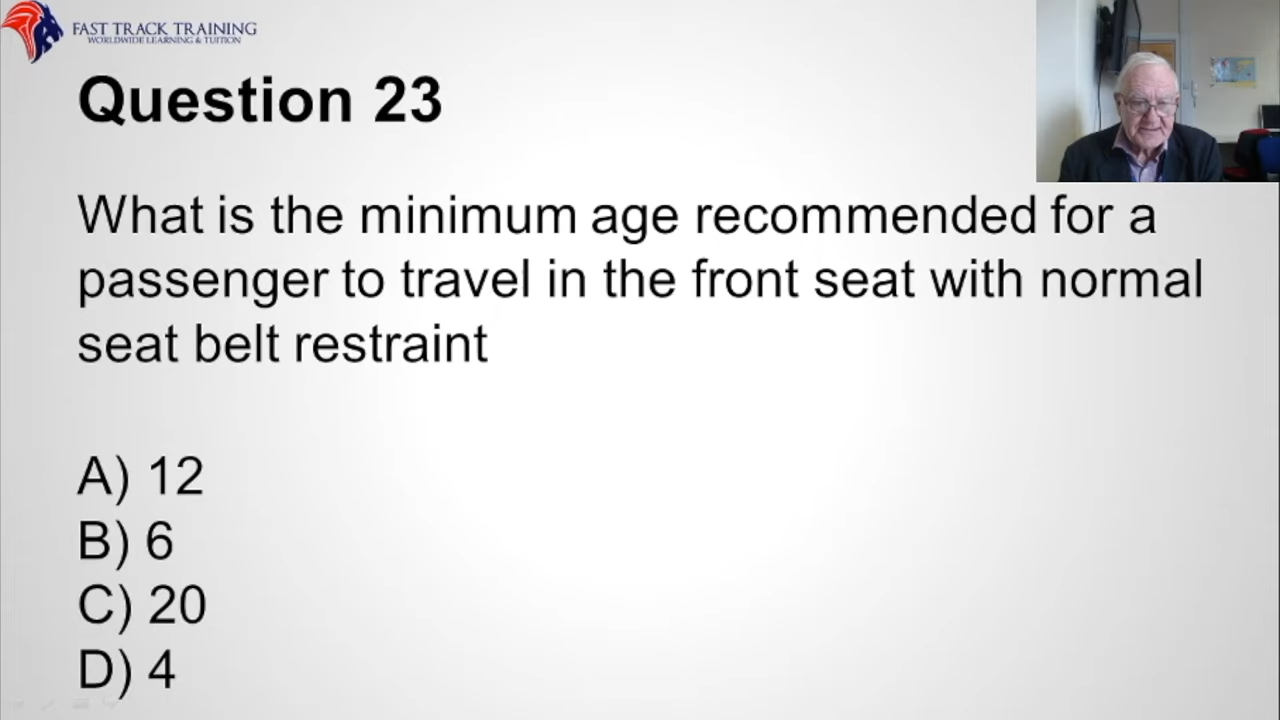 FAST TRACK TRAINING
WORLDWIDE LEARNING & TUITION
Question 23
What is the minimum age recommended for a
passenger to travel in the front seat with normal
seat belt restraint
A) 12
B) 6
C) 20
D) 4